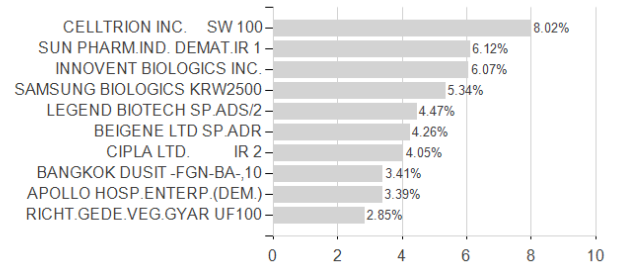 CELLTRION INC. SW 100 8.02%
SUN PHARM.IND. DEMAT.IR 1 6.12%
INNOVENT BIOLOGICS INC. 6.07%
SAMSUNG BIOLOGICS KRW2500 5.34%
LEGEND BIOTECH SP.ADS/2 4.47%
BEIGENE LTD SP.ADR 4.26%
CIPLA LTD. IR 2 4.05%
BANGKOK DUSIT -FGN-BA-,10 3.41%
APOLLO HOSP.ENTERP.(DEM.) 3.39%
RICHT.GEDE.VEG.GYAR UF100 2.85%
0 2 4 6 8 10